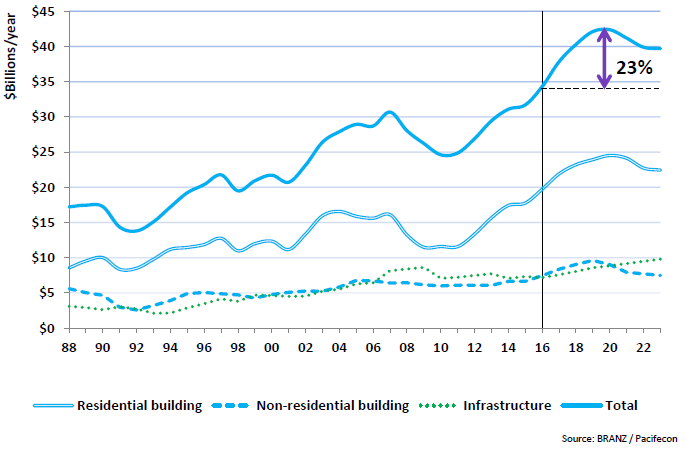 $Billions/year
$45
$40
$35
$30
$25
$20
$15
$10
$5
$0
23%
88 90 92 94 96 98 00 02 04 06 08 10 12 14 16 18 20 22
Residential building Non-residential building Infrastructure Total
Source: BRANZ / Pacifecon